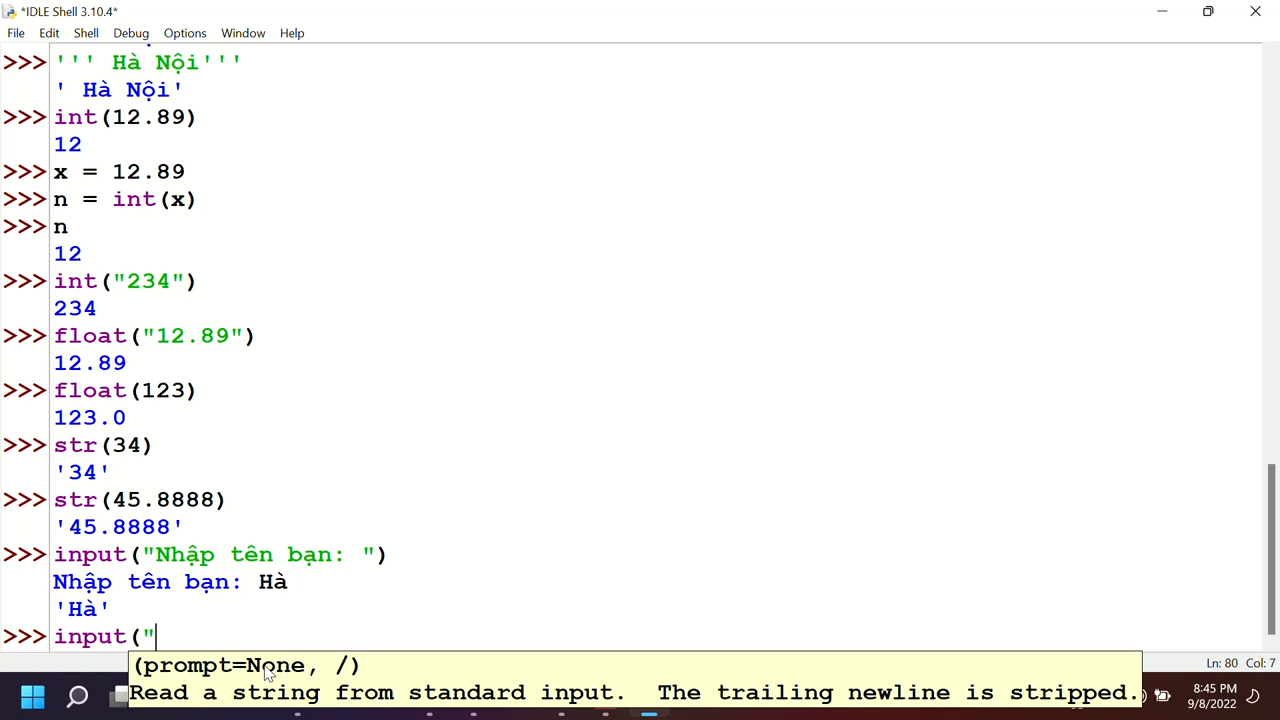 *IDLE Shell 3.10.4*
File Edit Shell Debug Options Window Help
>>> ''' Hà Nội'''
' Hà Nội'
>>> int(12.89)
12
>>> x = 12.89
>>> n = int(x)
>>> n
12
>>> int("234")
234
>>> float("12.89")
12.89
>>> float(123)
123.0
>>> str(34)
'34'
>>> str(45.8888)
'45.8888'
>>> input("Nhập tên bạn: ")
Nhập tên bạn: Hà
'Hà'
>>> input("
(prompt=None, /)
Read a string from standard input.  The trailing newline is stripped.
Ln: 80 Col: 7
8:45 PM
9/8/2022